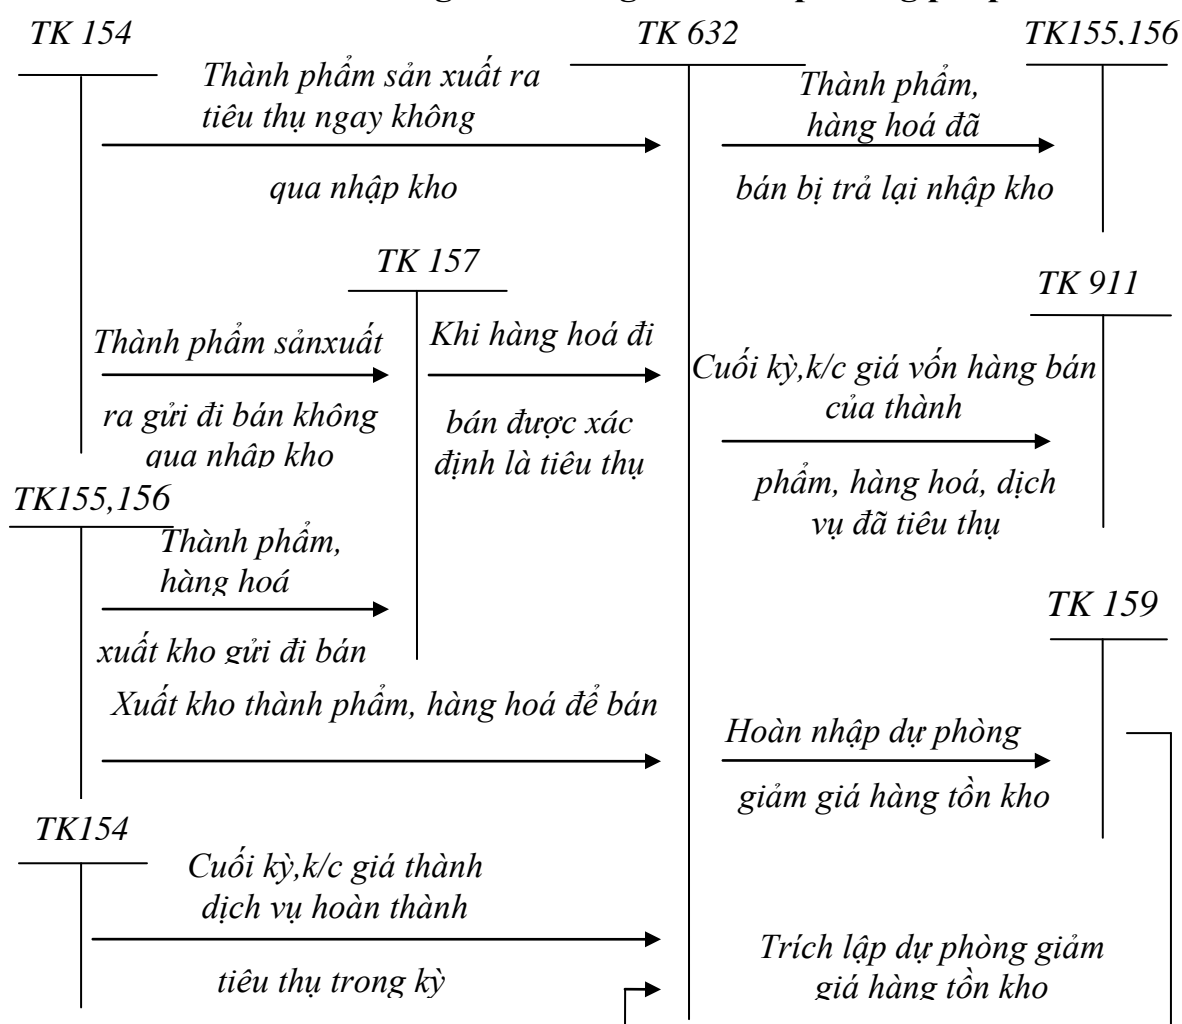 TK 154
TK 632
TK155,156
Thành phẩm sản xuất ra
tiêu thụ ngay không
qua nhập kho
Thành phẩm,
hàng hoá đã
bán bị trả lại nhập kho
TK 157
TK 911
Thành phẩm sảnxuất
ra gửi đi bán không
qua nhập kho
Khi hàng hoá đi
bán được xác
định là tiêu thụ
Cuối kỳ,k/c giá vốn hàng bán
của thành
phẩm, hàng hoá, dịch
vụ đã tiêu thụ
TK155,156
Thành phẩm,
hàng hoá
xuất kho gửi đi bán
TK 159
Xuất kho thành phẩm, hàng hoá để bán
Hoàn nhập dự phòng
giảm giá hàng tồn kho
TK154
Cuối kỳ,k/c giá thành
dịch vụ hoàn thành
tiêu thụ trong kỳ
Trích lập dự phòng giảm
giá hàng tồn kho